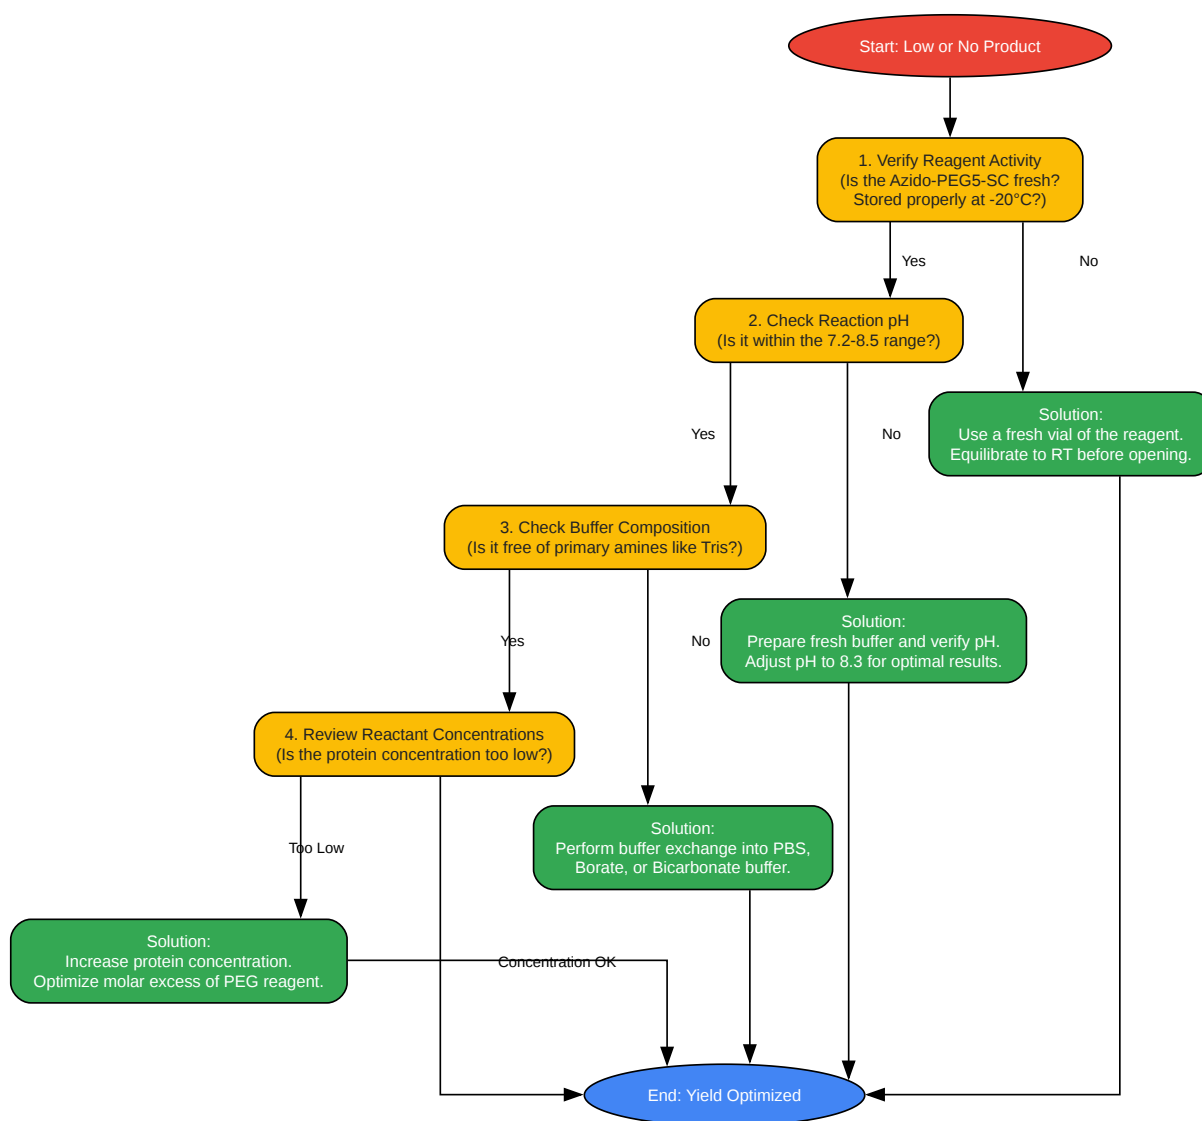 Start: Low or No Product
1. Verify Reagent Activity
(Is the Azido-PEG5-SC fresh?
Stored properly at -20°C?)
Yes
No
2. Check Reaction pH
(Is it within the 7.2-8.5 range?)
Solution:
Use a fresh vial of the reagent.
Equilibrate to RT before opening.
Yes
No
3. Check Buffer Composition
(Is it free of primary amines like Tris?)
Solution:
Prepare fresh buffer and verify pH.
Adjust pH to 8.3 for optimal results.
Yes
No
4. Review Reactant Concentrations
(Is the protein concentration too low?)
Solution:
Perform buffer exchange into PBS,
Borate, or Bicarbonate buffer.
Too Low
Solution:
Increase protein concentration.
Optimize molar excess of PEG reagent.
Concentration OK
End: Yield Optimized